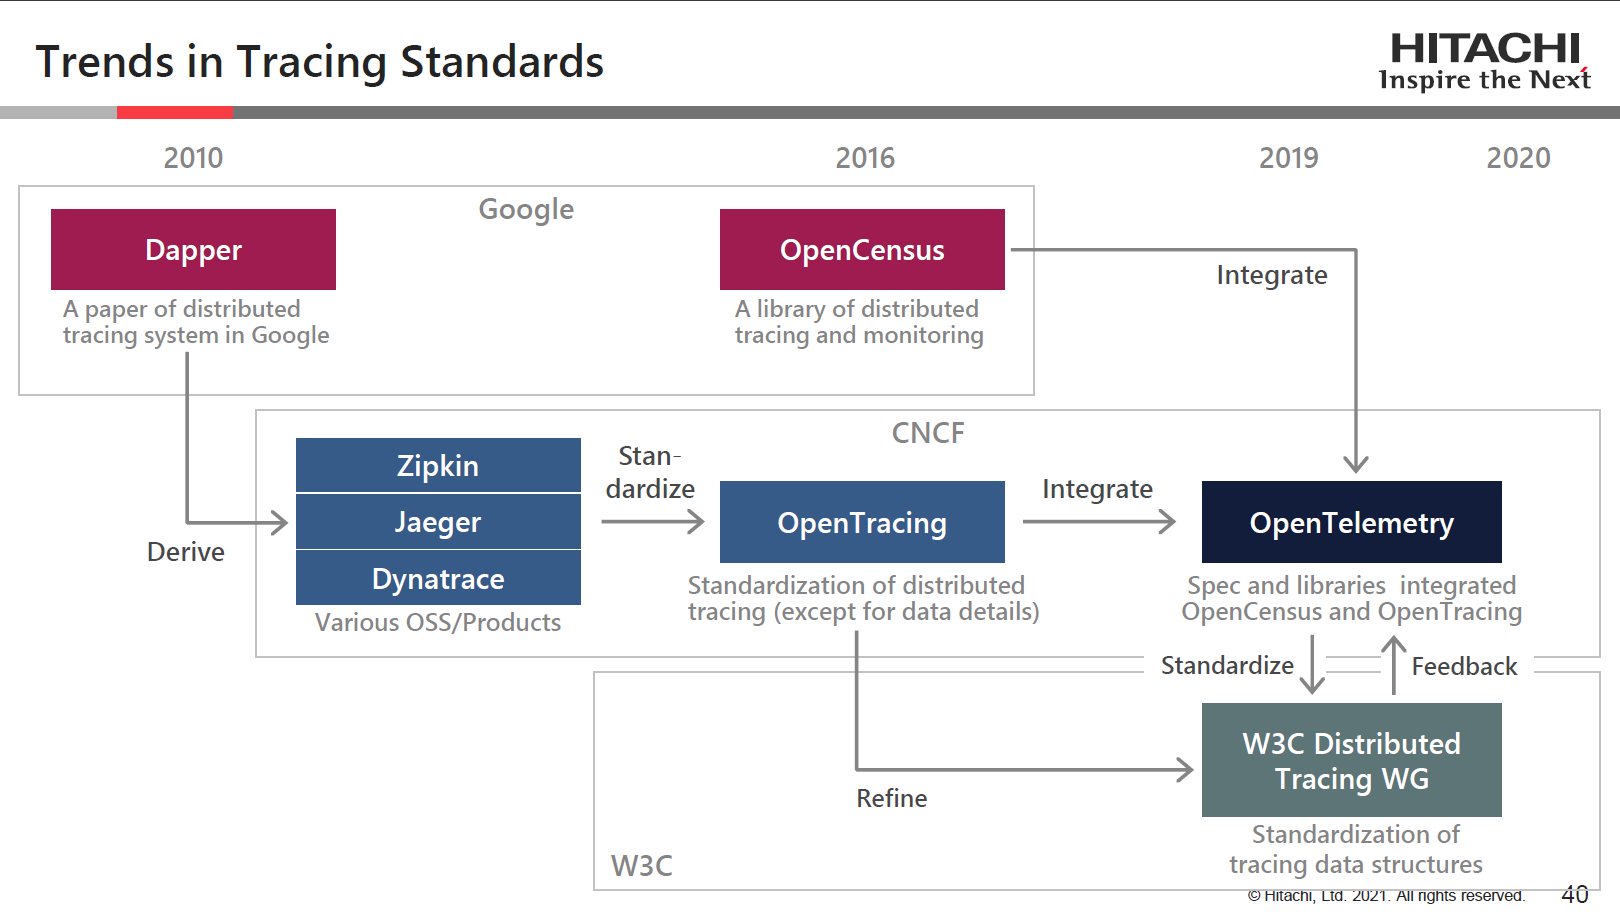 Trends in Tracing Standards
HITACHI
Inspire the Next
2010
2016
2019
2020
Google
Dapper
A paper of distributed
tracing system in Google
OpenCensus
A library of distributed
tracing and monitoring
Integrate
Derive
CNCF
Zipkin
Jaeger
Dynatrace
Various OSS/Products
Stan-
dardize
OpenTracing
Standardization of distributed
tracing (except for data details)
Integrate
OpenTelemetry
Spec and libraries  integrated
OpenCensus and OpenTracing
Standardize
Feedback
Refine
W3C Distributed
Tracing WG
Standardization of
tracing data structures
W3C
© Hitachi, Ltd. 2021. All rights reserved.
40